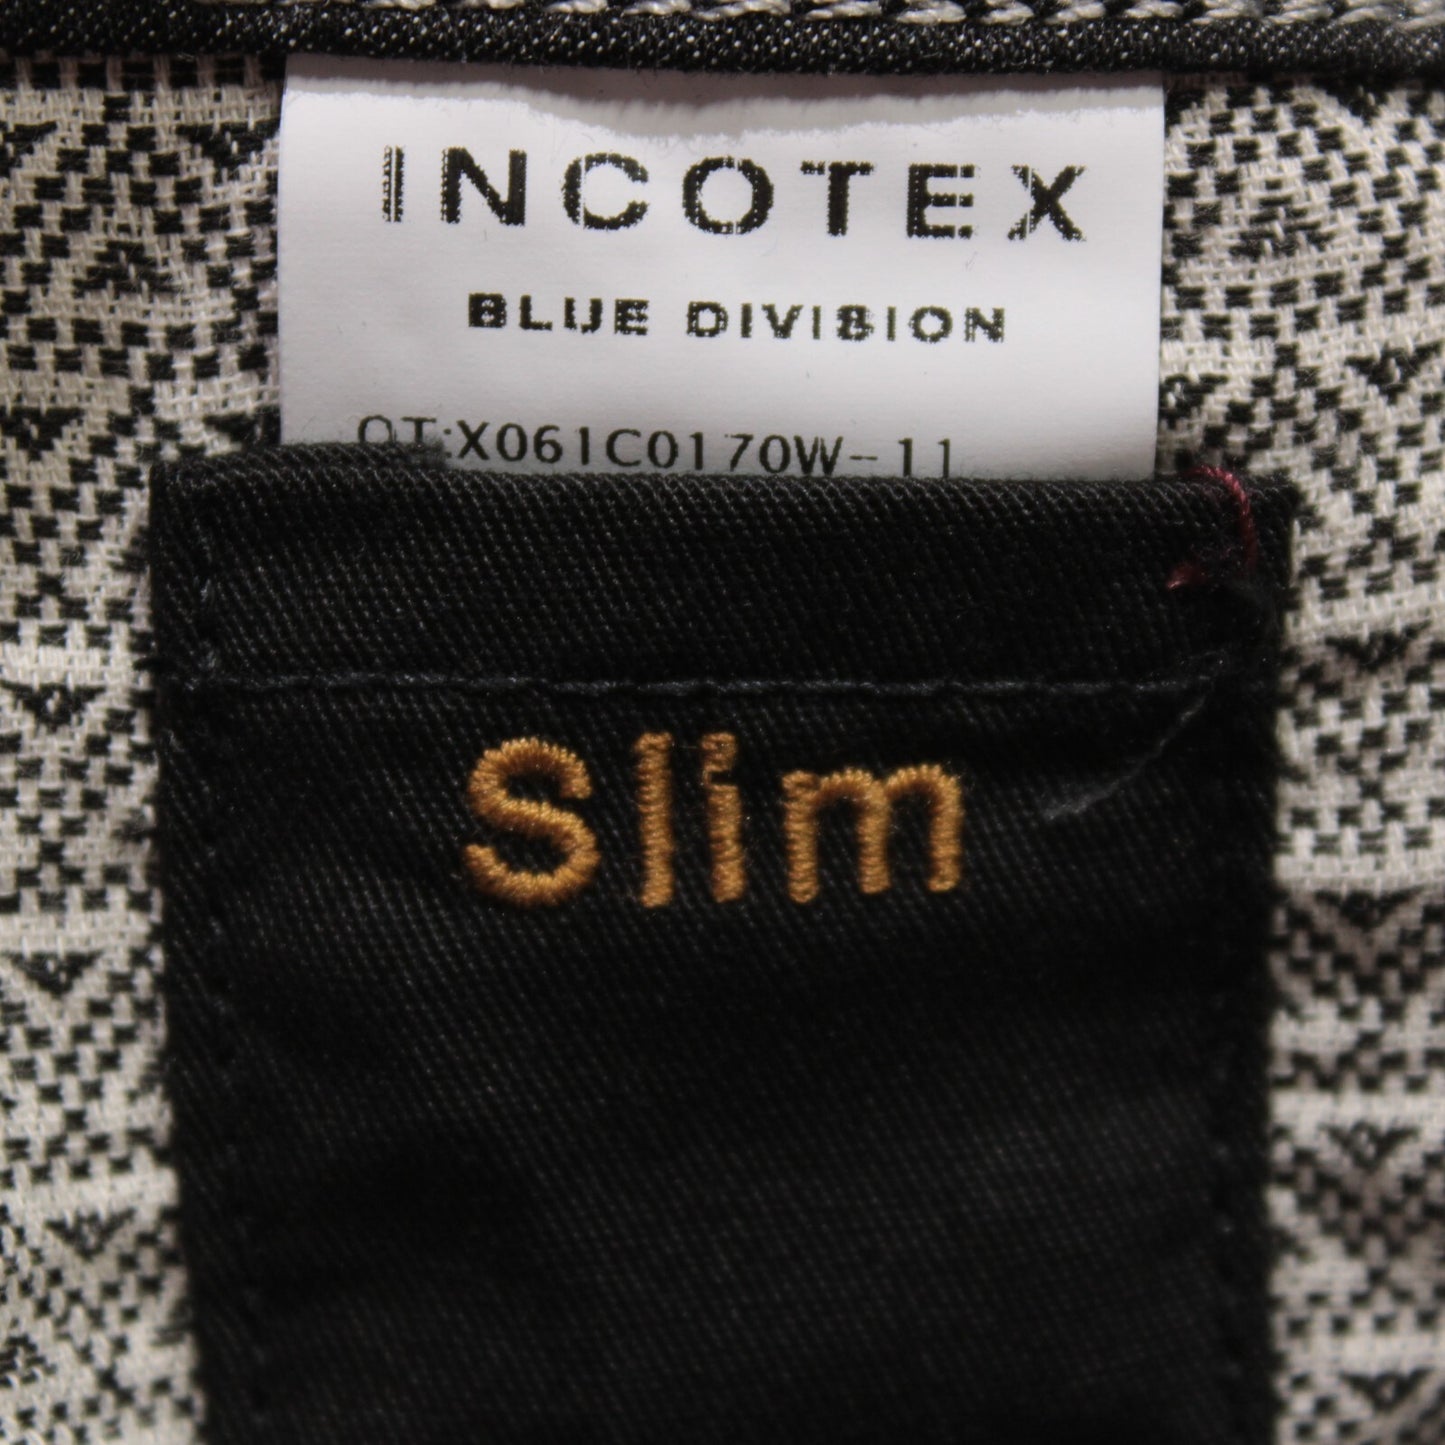 INCOTEX
BLUE DIVISION
OT:X061C0170W-11
Slim